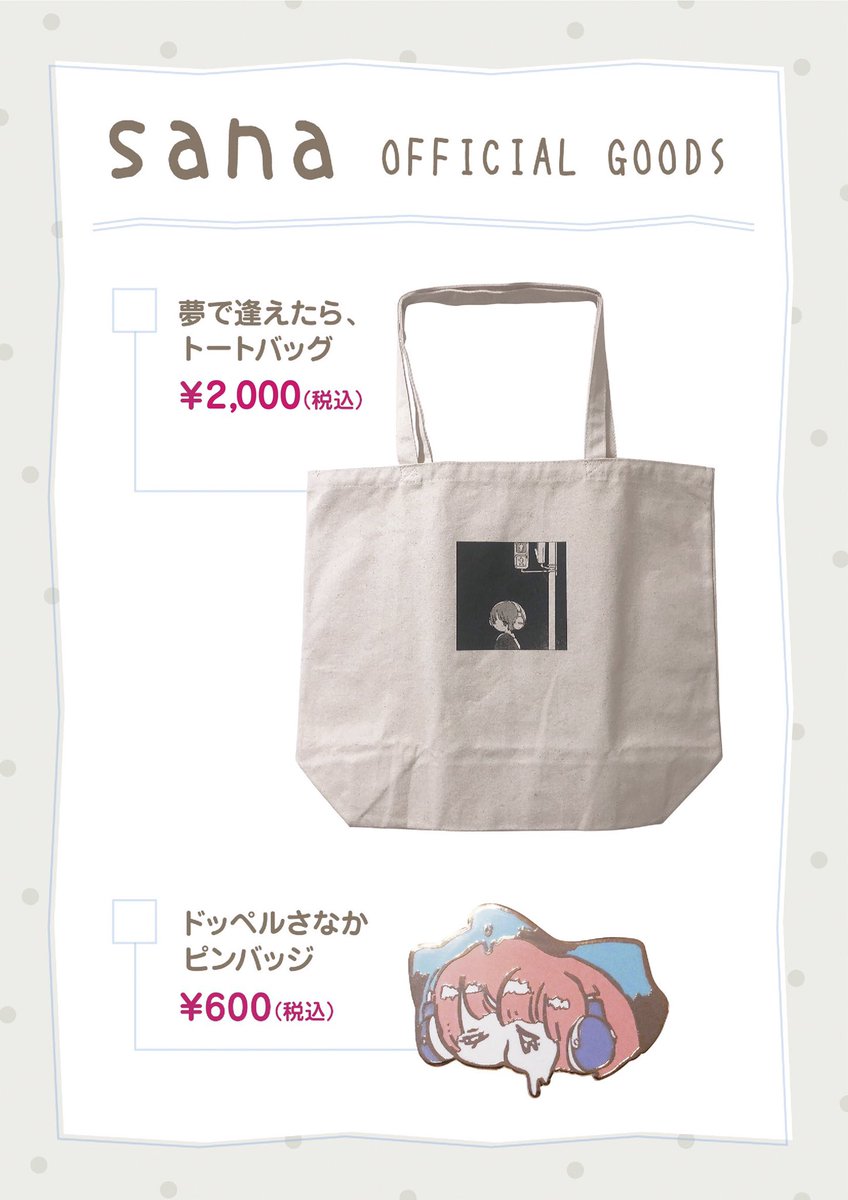 sana OFFICIAL GOODS
夢で逢えたら、
トートバッグ
¥2,000(税込)
ドッペルさなか
ピンバッジ
¥600(税込)